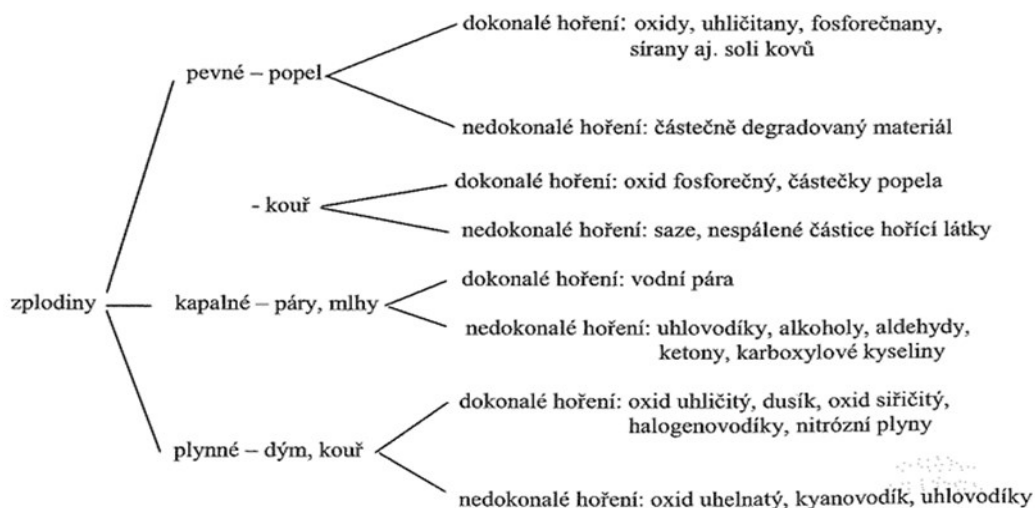 dokonalé hoření: oxidy, uhličitany, fosforečnany,
sírany aj. soli kovů
pevné – popel
nedokonalé hoření: částečně degradovaný materiál
dokonalé hoření: oxid fosforečný, částečky popela
- kouř
nedokonalé hoření: saze, nespálené částice hořící látky
dokonalé hoření: vodní pára
zplodiny
kapalné – páry, mlhy
nedokonalé hoření: uhlovodíky, alkoholy, aldehydy,
ketony, karboxylové kyseliny
dokonalé hoření: oxid uhličitý, dusík, oxid siřičitý,
halogenovodíky, nitrózní plyny
plynné – dým, kouř
nedokonalé hoření: oxid uhelnatý, kyanovodík, uhlovodíky